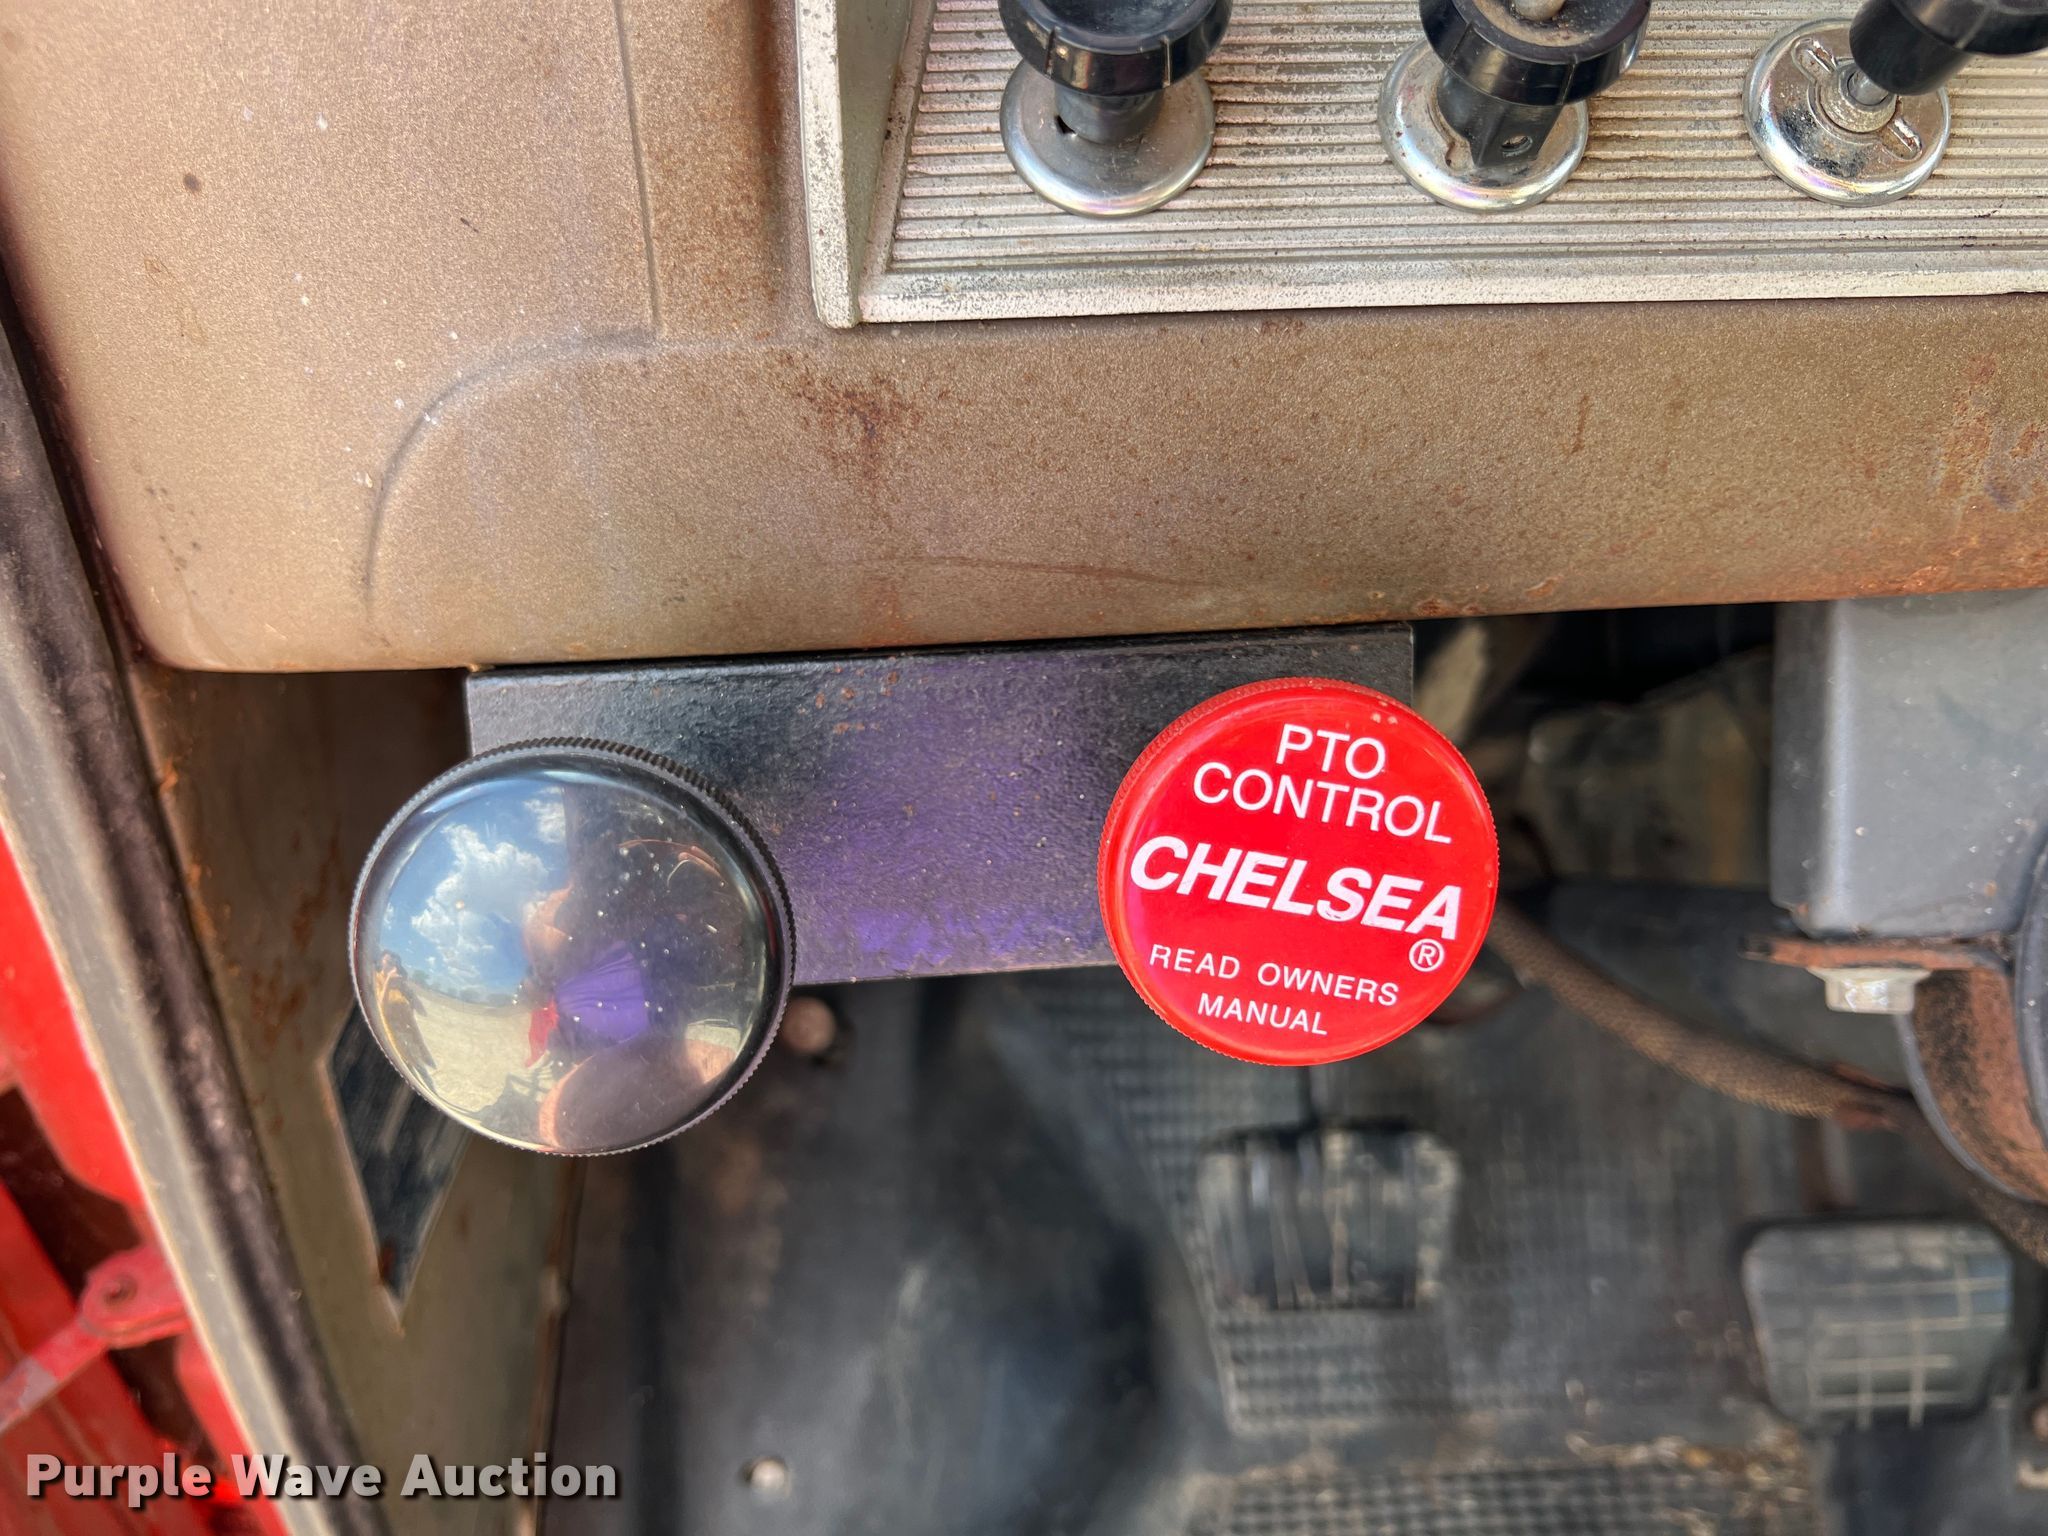 PTO
CONTROL
CHELSEA
®
READ OWNERS
MANUAL
Purple Wave Auction